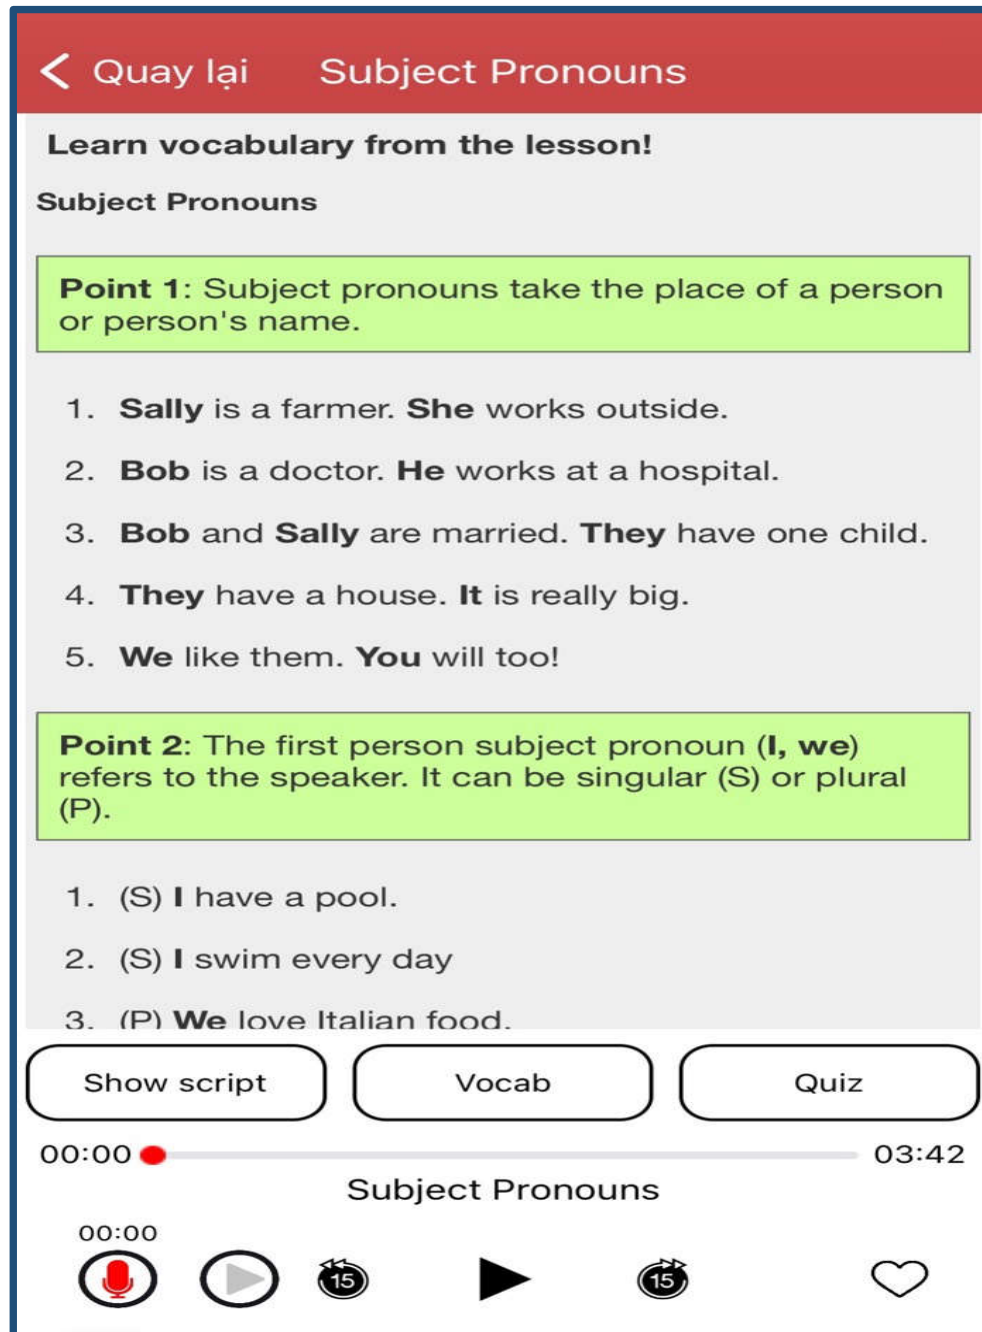 Quay lại Subject Pronouns
Learn vocabulary from the lesson!
Subject Pronouns
Point 1: Subject pronouns take the place of a person
or person's name.
1. Sally is a farmer. She works outside.
2. Bob is a doctor. He works at a hospital.
3. Bob and Sally are married. They have one child.
4. They have a house. It is really big.
5. We like them. You will too!
Point 2: The first person subject pronoun (I, we)
refers to the speaker. It can be singular (S) or plural
(P).
1. (S) I have a pool.
2. (S) I swim every day
3. (P) We love Italian food.
Show script Vocab Quiz
00:00 03:42
Subject Pronouns
00:00
15 15